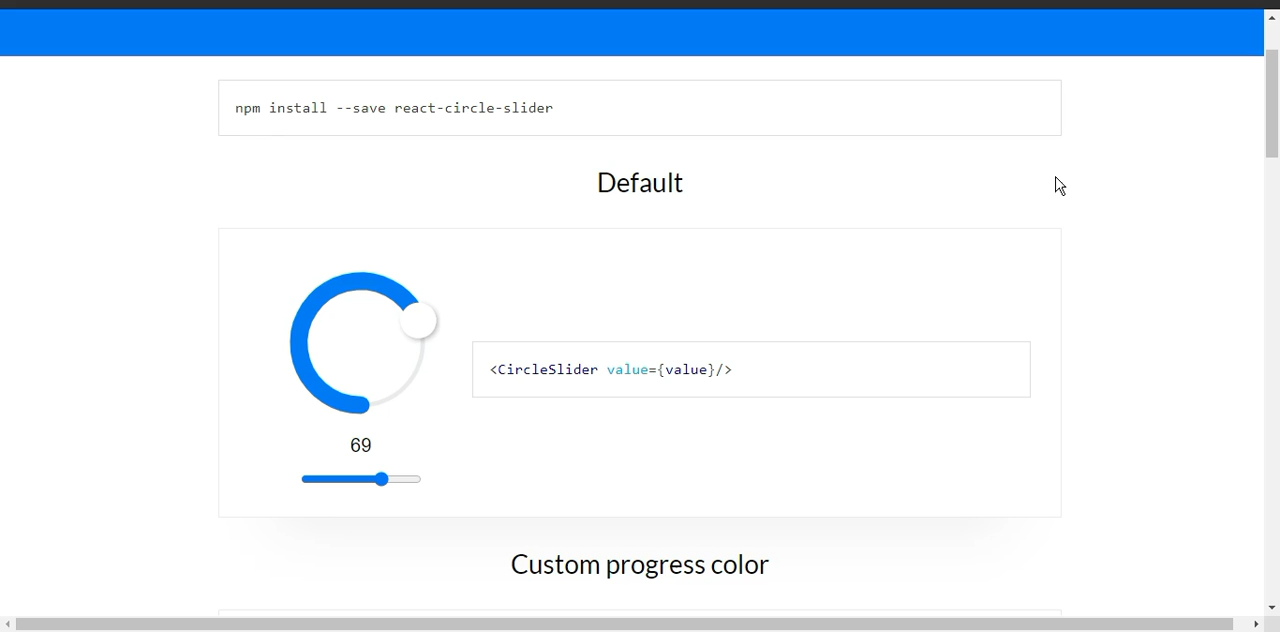 npm install --save react-circle-slider
Default
<CircleSlider value={value}/>
69
Custom progress color